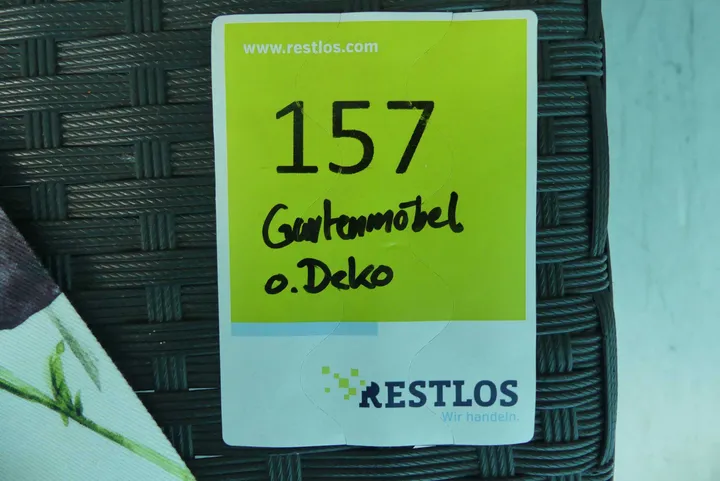 www.restlos.com
157
Gartenmöbel
o. Deko
RESTLOS
Wir handeln.